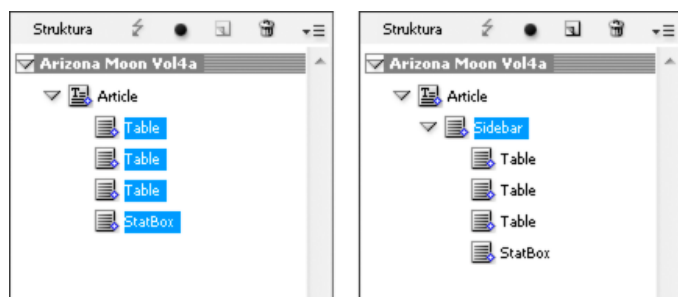 Struktura
Arizona Moon Vol4a
Article
Table
Table
Table
StatBox
Struktura
Arizona Moon Vol4a
Article
Sidebar
Table
Table
Table
StatBox